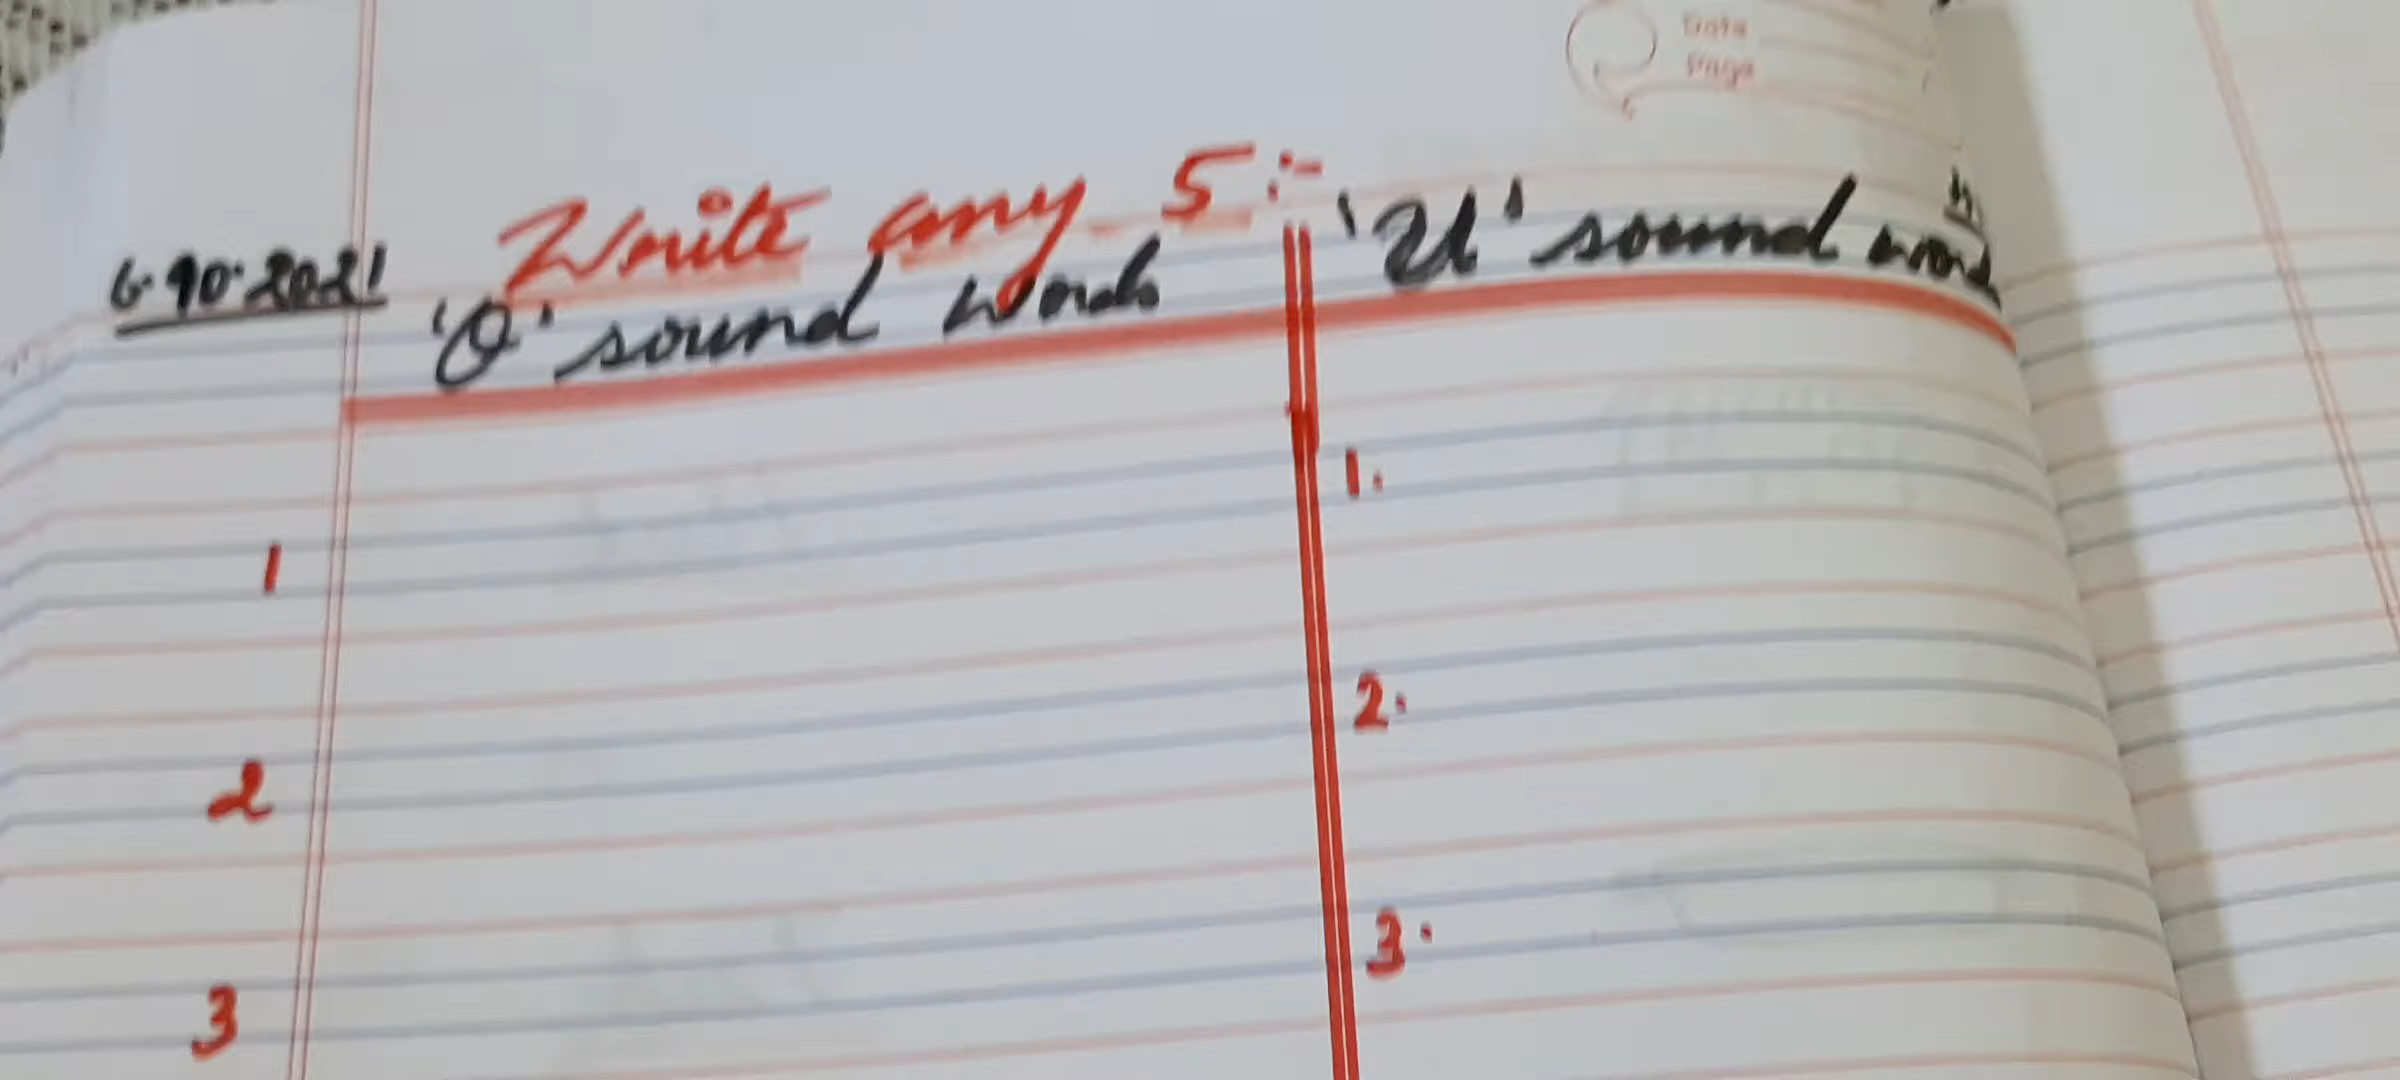 Date
Page
Write any 5:-
6.10.2021
'O' sound words
'U' sound words
1
1.
2
2.
3
3.